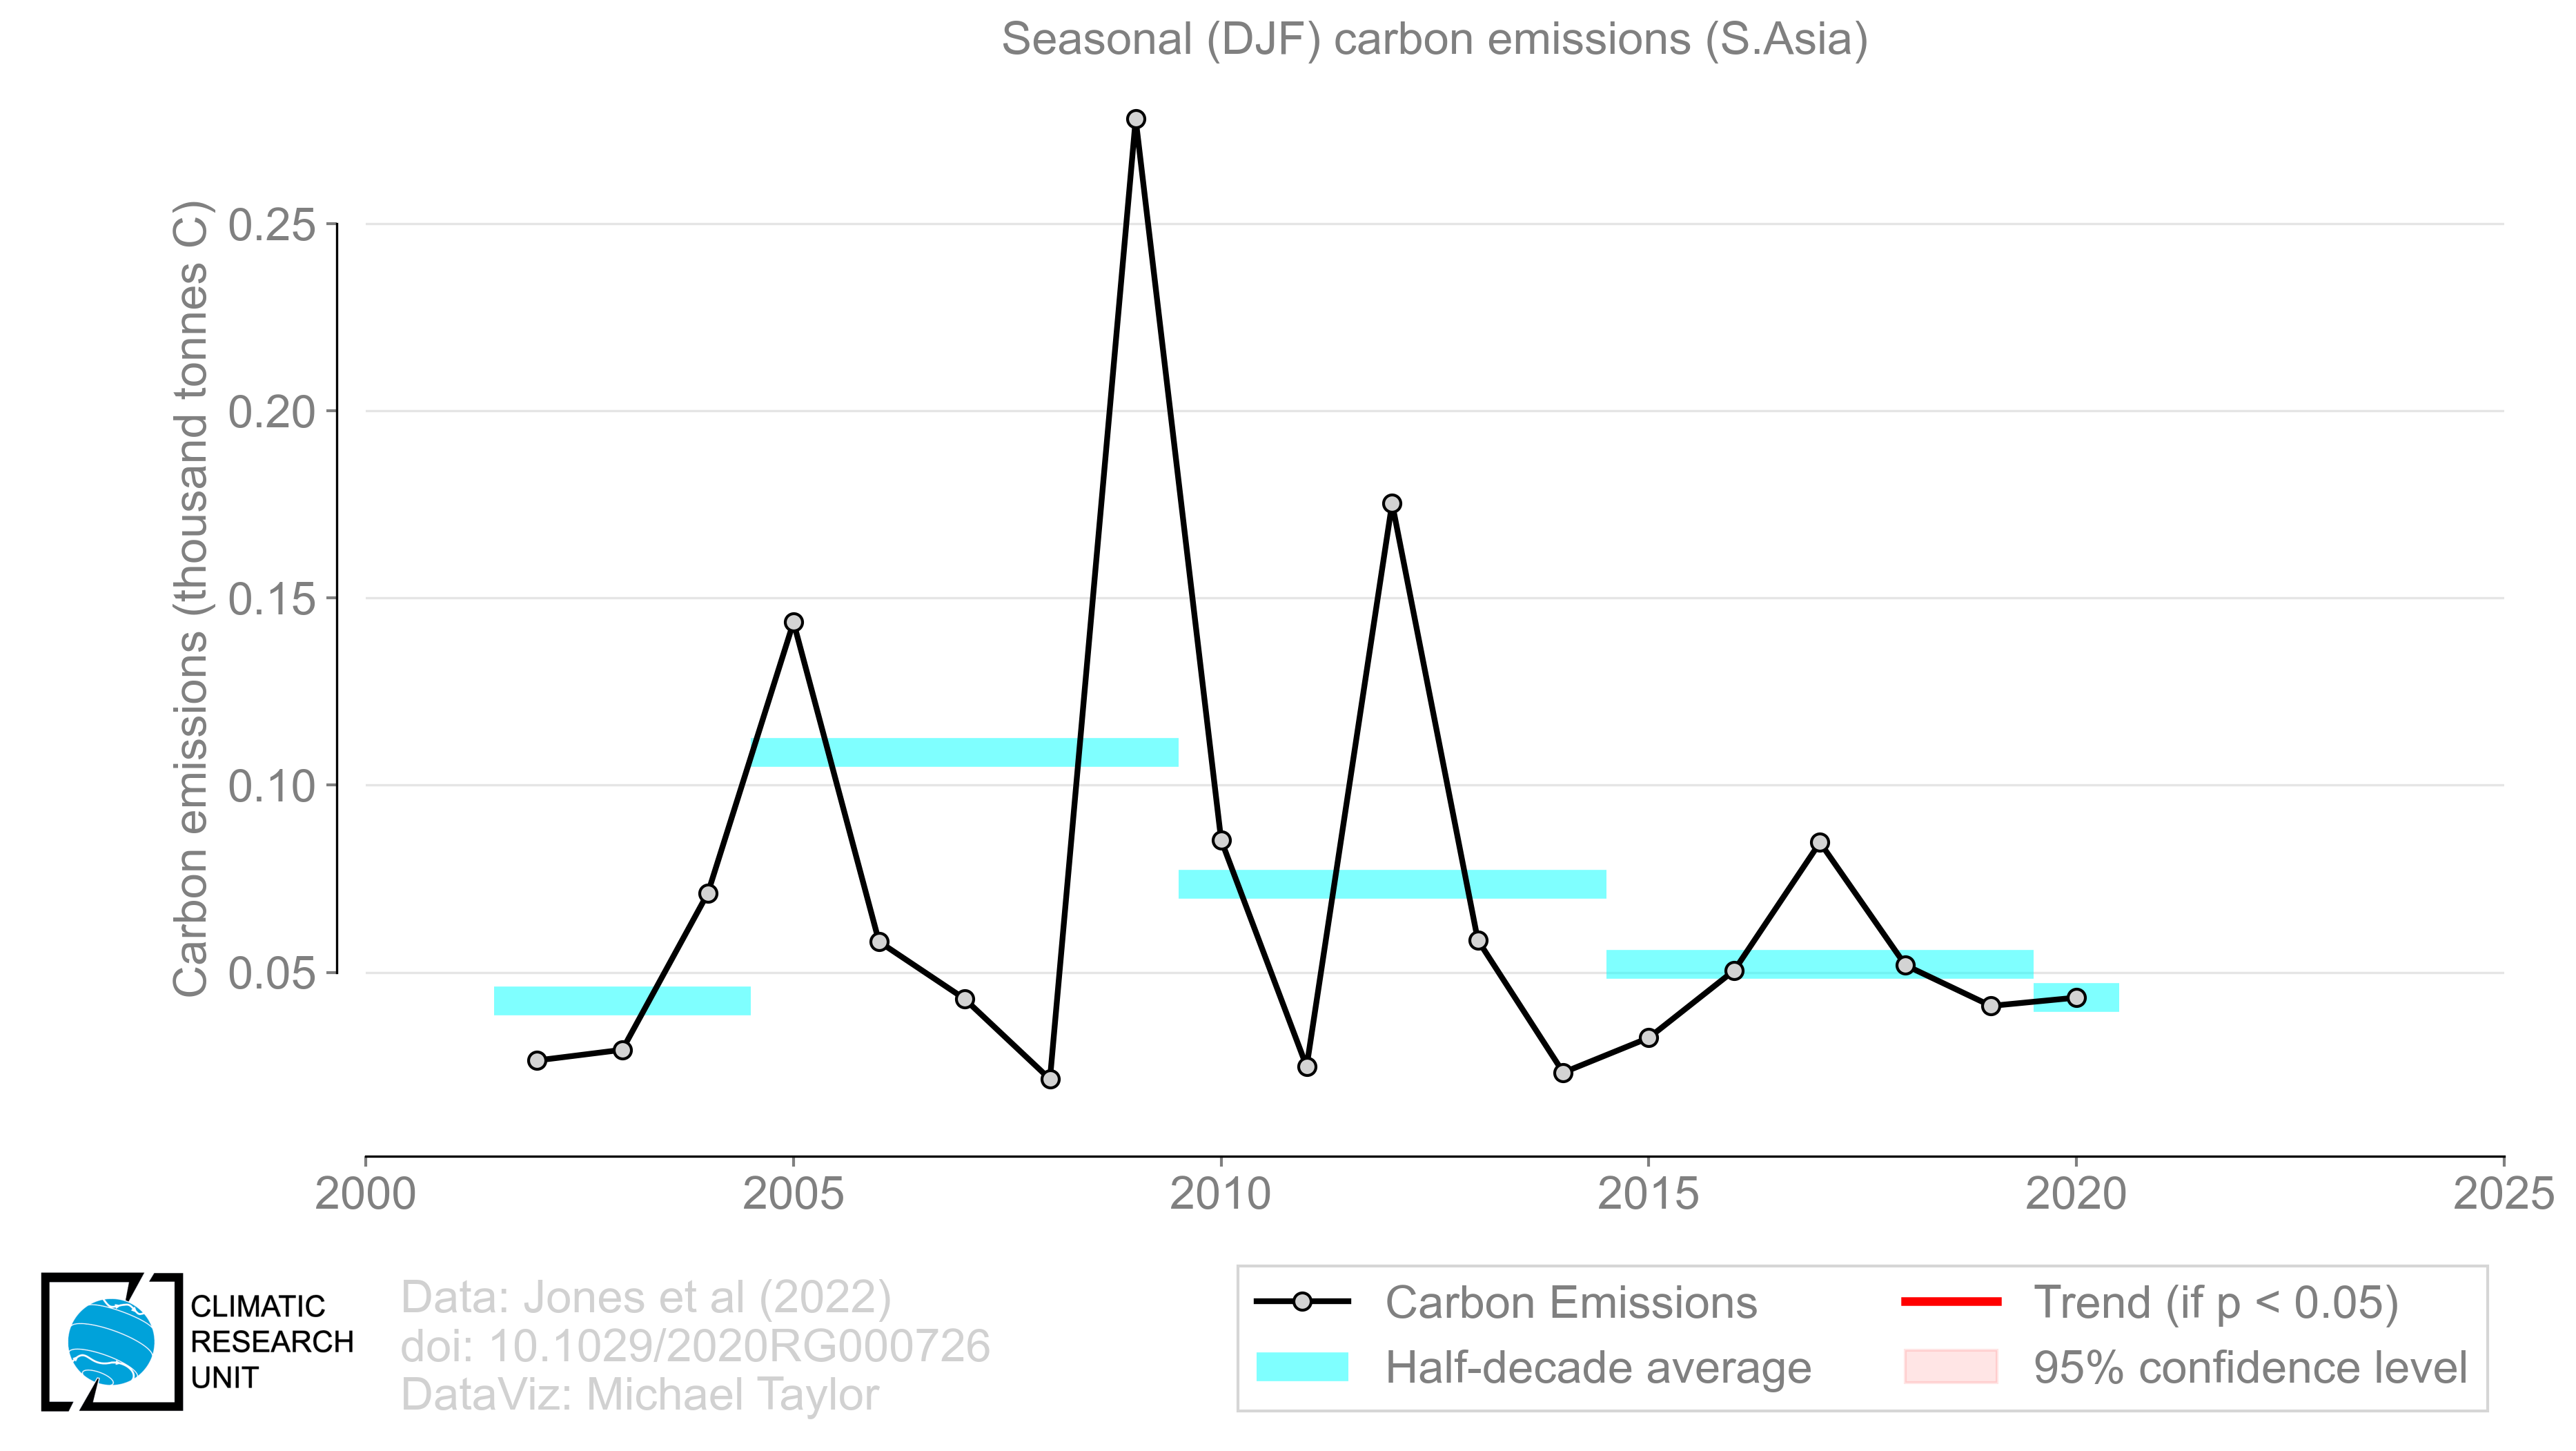 Seasonal (DJF) carbon emissions (S.Asia)
Carbon emissions (thousand tonnes C)
0.25
0.20
0.15
0.10
0.05
2000 2005 2010 2015 2020 2025
CLIMATIC
RESEARCH
UNIT
Data: Jones et al (2022)
doi: 10.1029/2020RG000726
DataViz: Michael Taylor
Carbon Emissions
Half-decade average
Trend (if p < 0.05)
95% confidence level